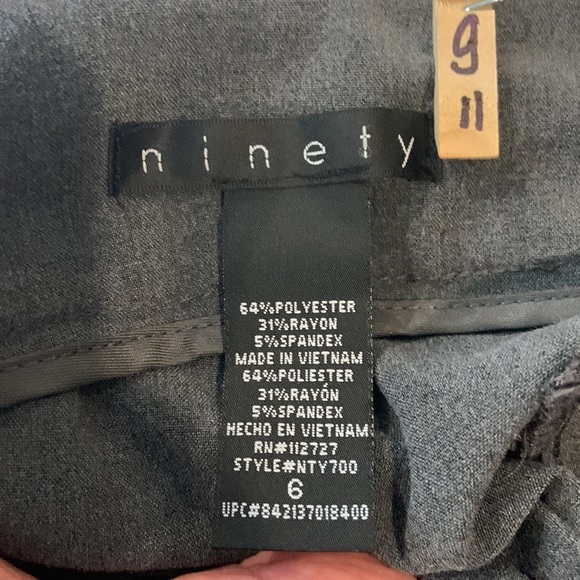 9
11
ninety
64%POLYESTER
31%RAYON
5%SPANDEX
MADE IN VIETNAM
64%POLIESTER
31%RAYÓN
5%SPANDEX
HECHO EN VIETNAM
RN#112727
STYLE#NTY700
6
UPC#842137018400